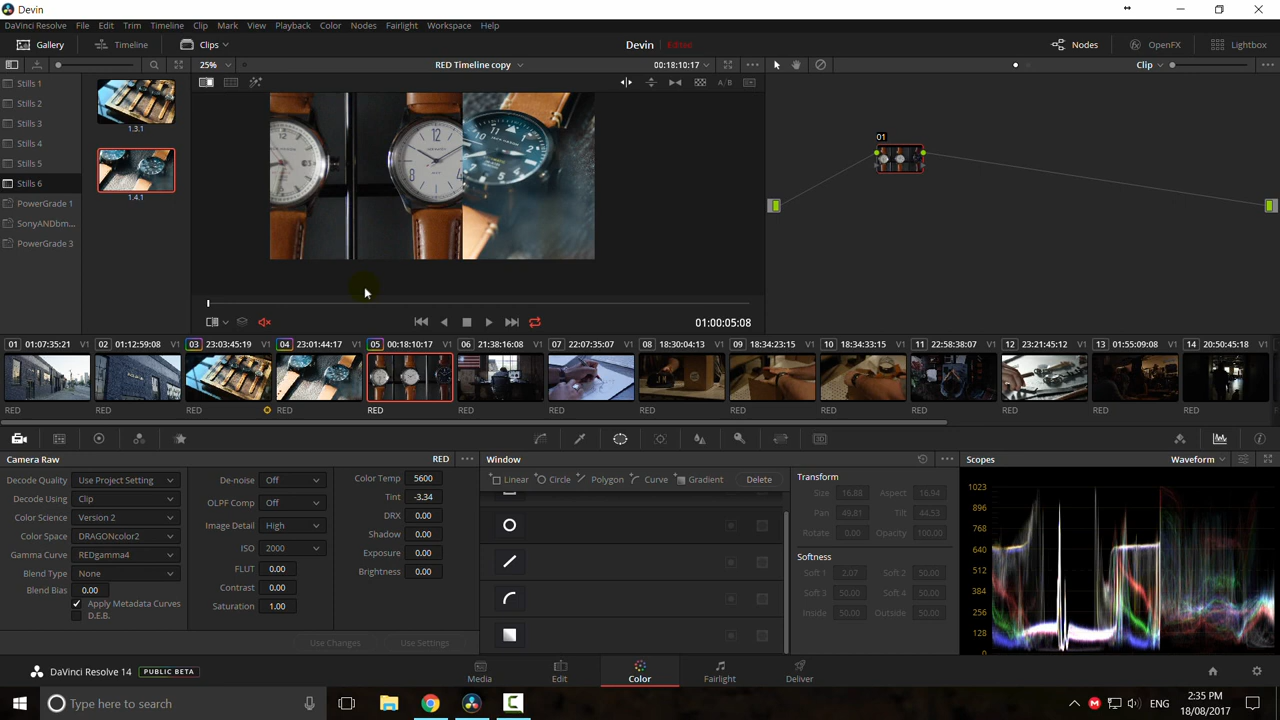 Devin
DaVinci Resolve File Edit Trim Timeline Clip Mark View Playback Color Nodes Fairlight Workspace Help
Gallery Timeline Clips Devin Edited Nodes OpenFX Lightbox
25% RED Timeline copy 00:18:10:17 Clip
A/B
Stills 1
Stills 2
Stills 3
Stills 4
Stills 5
Stills 6
PowerGrade 1
SonyANDbm...
PowerGrade 3
1.3.1
1.4.1
01
01:00:05:08
01 01:07:35:21 V1 02 01:12:59:08 V1 03 23:03:45:19 V1 04 23:01:44:17 V1 05 00:18:10:17 V1 06 21:38:16:08 V1 07 22:07:35:07 V1 08 18:30:04:13 V1 09 18:34:23:15 V1 10 18:34:33:15 V1 11 22:58:38:07 V1 12 23:21:45:12 V1 13 01:55:09:08 V1 14 20:50:45:18 V1
RED RED RED RED RED RED RED RED RED RED RED RED RED RED
3D
Camera Raw RED
Decode Quality Use Project Setting
Decode Using Clip
Color Science Version 2
Color Space DRAGONcolor2
Gamma Curve REDgamma4
Blend Type None
Blend Bias 0.00
Apply Metadata Curves
D.E.B.
De-noise Off
OLPF Comp Off
Image Detail High
ISO 2000
FLUT 0.00
Contrast 0.00
Saturation 1.00
Color Temp 5600
Tint -3.34
DRX 0.00
Shadow 0.00
Exposure 0.00
Brightness 0.00
Use Changes Use Settings
Window
Linear Circle Polygon Curve Gradient Delete
Transform
Size 16.88 Aspect 16.94
Pan 49.81 Tilt 44.53
Rotate 0.00 Opacity 100.00
Softness
Soft 1 2.07 Soft 2 50.00
Soft 3 50.00 Soft 4 50.00
Inside 50.00 Outside 50.00
Scopes Waveform
1023
896
768
640
512
384
256
128
0
DaVinci Resolve 14 PUBLIC BETA
Media Edit Color Fairlight Deliver
Type here to search
ENG
2:35 PM
18/08/2017